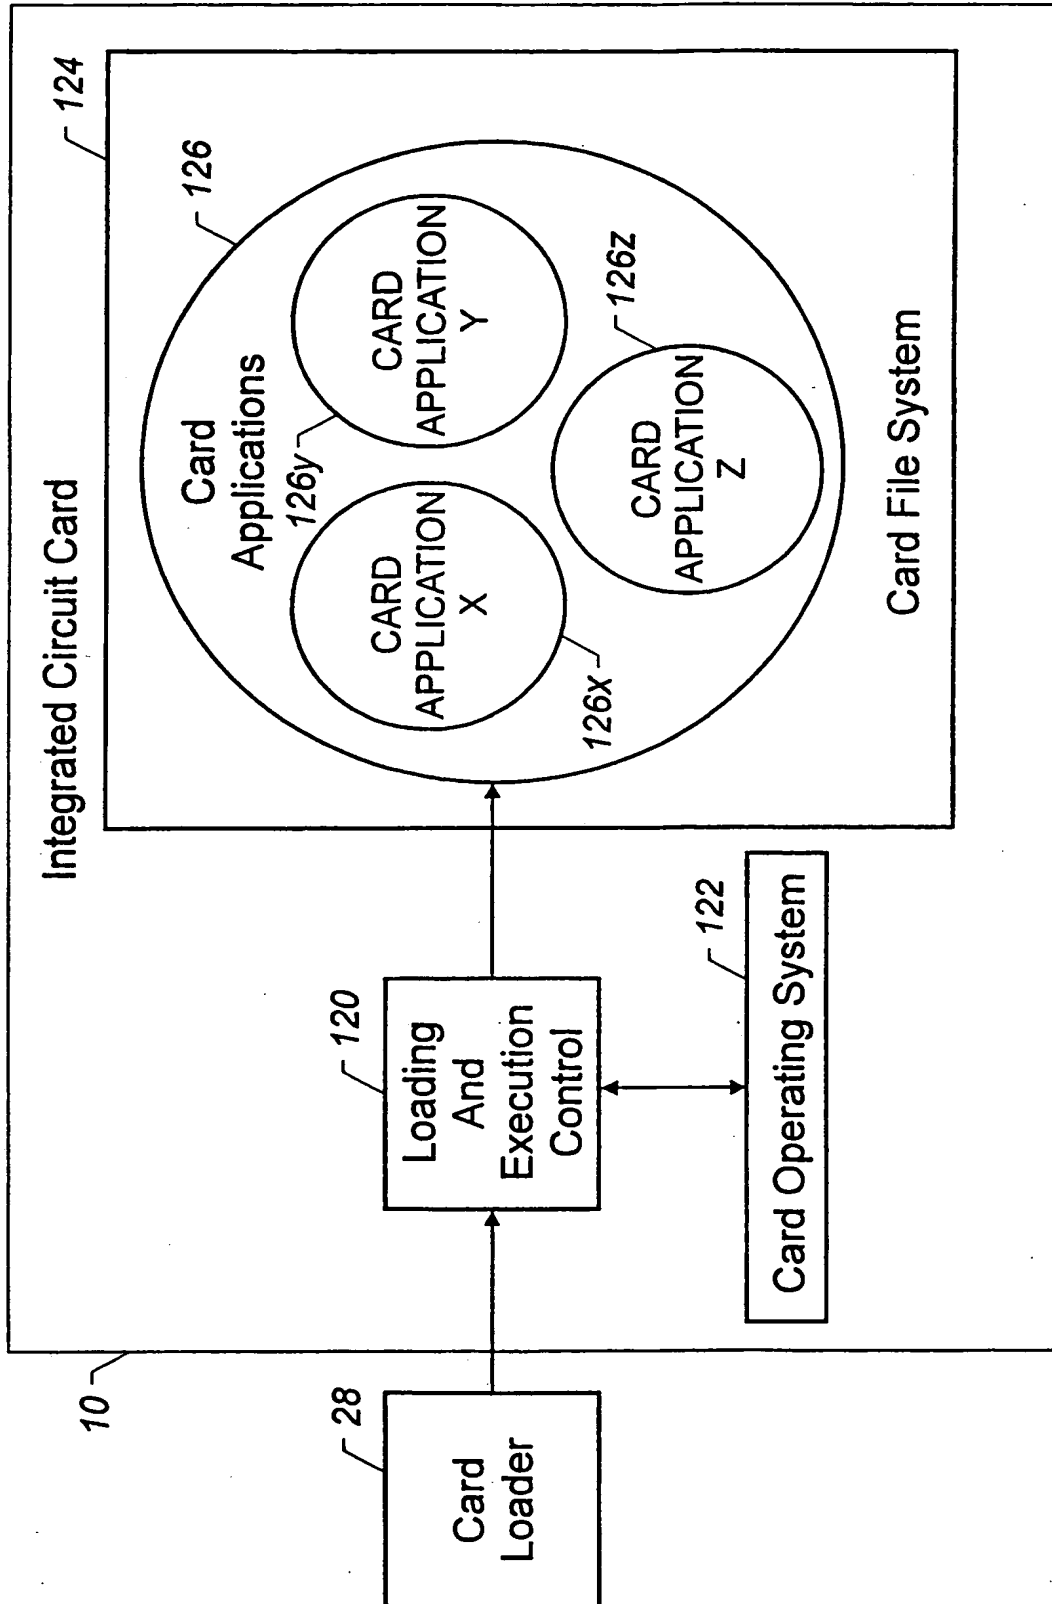 Integrated Circuit Card
10
124
126
Card
Applications
126y
CARD
APPLICATION
X
CARD
APPLICATION
Y
126x
126z
CARD
APPLICATION
Z
Card File System
28
Card
Loader
120
Loading
And
Execution
Control
122
Card Operating System